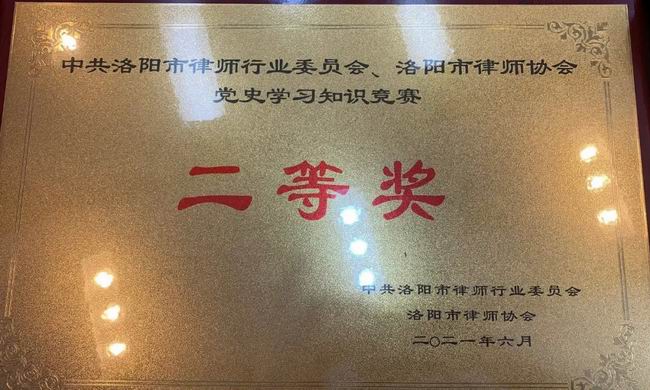 中共洛阳市律师行业委员会、洛阳市律师协会
党史学习知识竞赛
二等奖
中共洛阳市律师行业委员会
洛阳市律师协会
二〇二一年六月